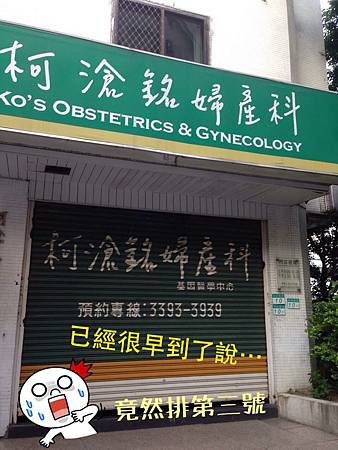 柯滄銘婦產科
KO'S OBSTETRICS & GYNECOLOGY
柯滄銘婦產科
基因醫學中心
預約專線:3393-3939
已經很早到了說...
竟然排第三號